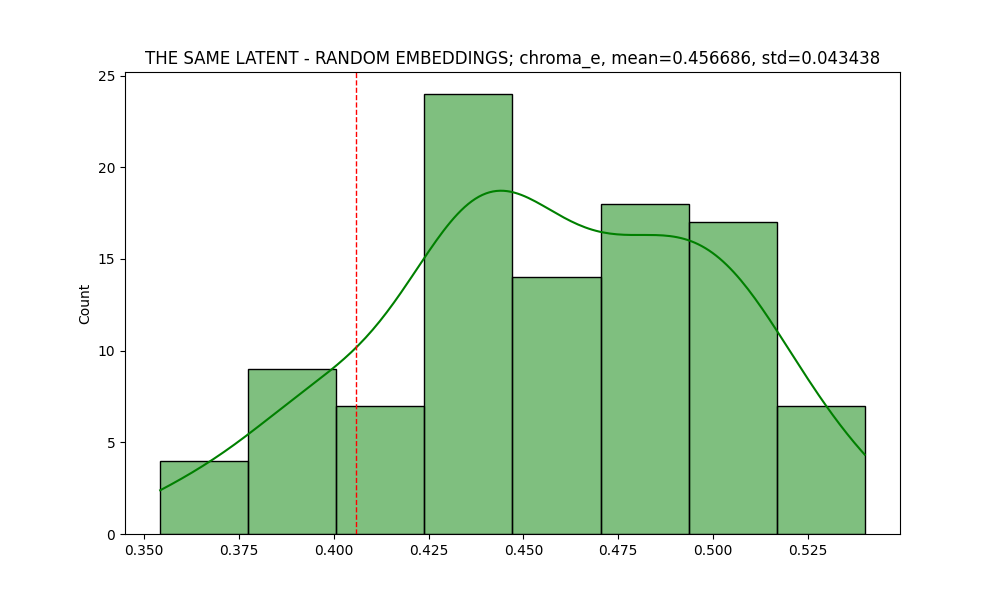 THE SAME LATENT - RANDOM EMBEDDINGS; chroma_e, mean=0.456686, std=0.043438
25
20
15
10
5
0
Count
0.350 0.375 0.400 0.425 0.450 0.475 0.500 0.525